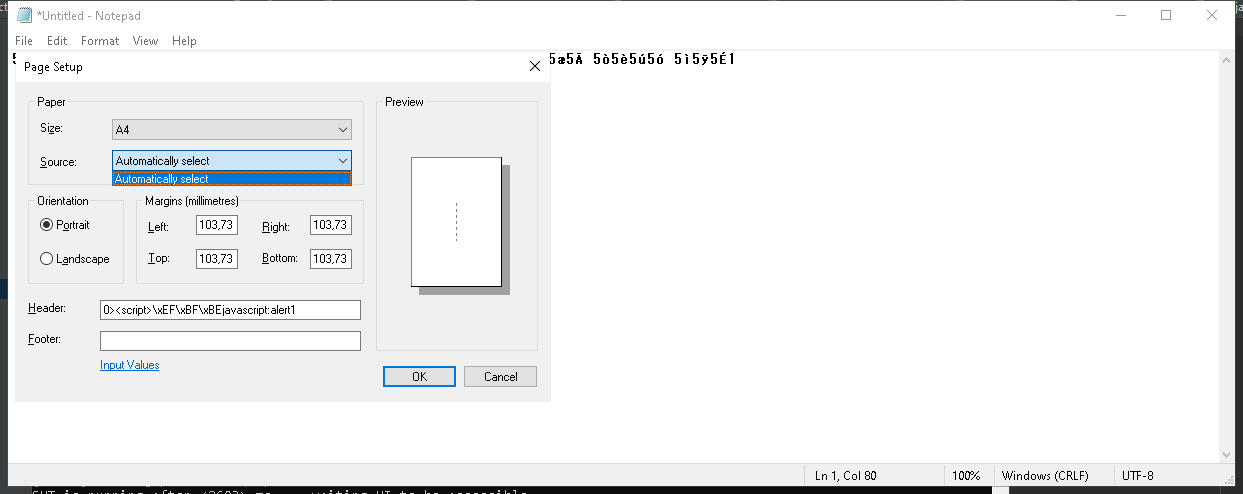 *Untitled - Notepad
File Edit Format View Help
5æ5Ä 5ò5è5ú5ó 5ì5ÿ5É1
Page Setup
Paper
Size: A4
Source: Automatically select
Automatically select
Orientation
Portrait
Landscape
Margins (millimetres)
Left: 103,73 Right: 103,73
Top: 103,73 Bottom: 103,73
Header: 0><script>\xEF\xBF\xBEjavascript:alert1
Footer:
Input Values
Preview
OK Cancel
Ln 1, Col 80 100% Windows (CRLF) UTF-8